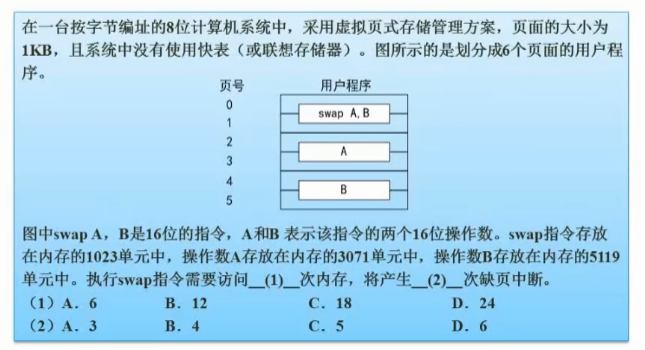 在一台按字节编址的8位计算机系统中，采用虚拟页式存储管理方案，页面的大小为
1KB，且系统中没有使用快表（或联想存储器）。图所示的是划分成6个页面的用户程
序。
页号 用户程序
0
swap A,B
1
2
A
3
4
B
5
图中swap A，B是16位的指令，A和B 表示该指令的两个16位操作数。swap指令存放
在内存的1023单元中，操作数A存放在内存的3071单元中，操作数B存放在内存的5119
单元中。执行swap指令需要访问__(1)__次内存，将产生__(2)__次缺页中断。
（1）A．6 B．12 C．18 D．24
（2）A．3 B．4 C．5 D．6